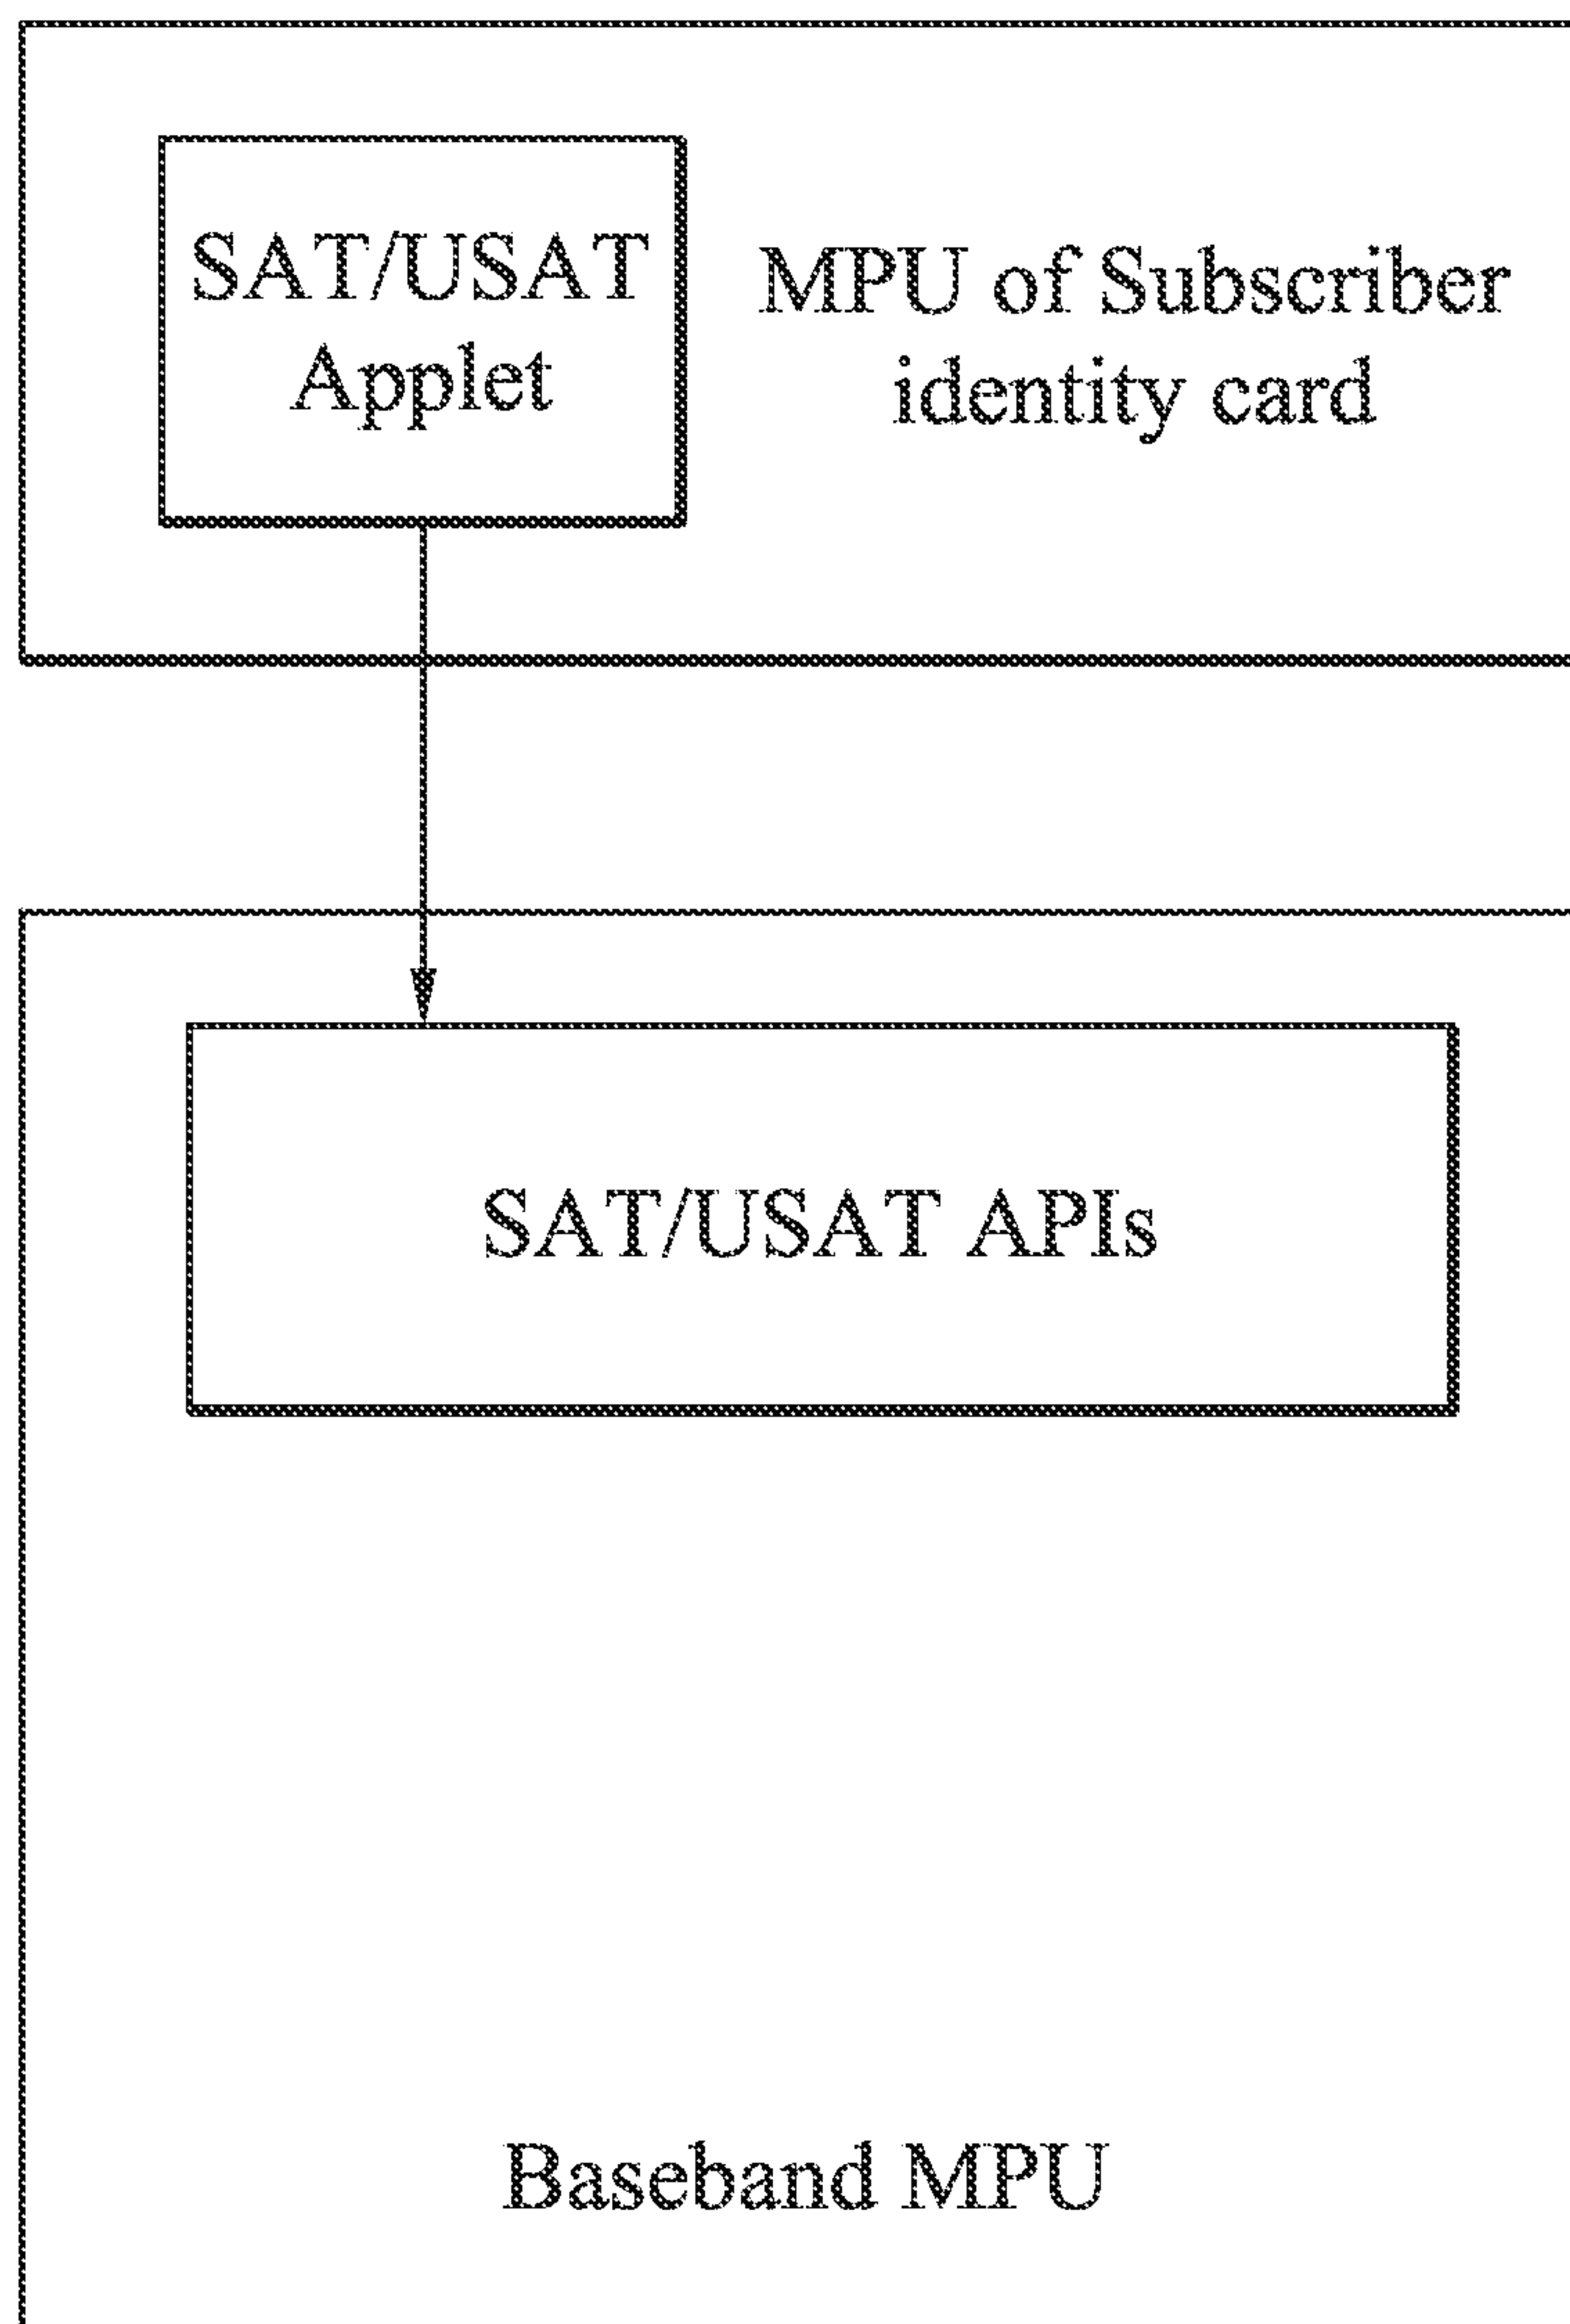 SAT/USAT
Applet
MPU of Subscriber
identity card
SAT/USAT APIs
Baseband MPU